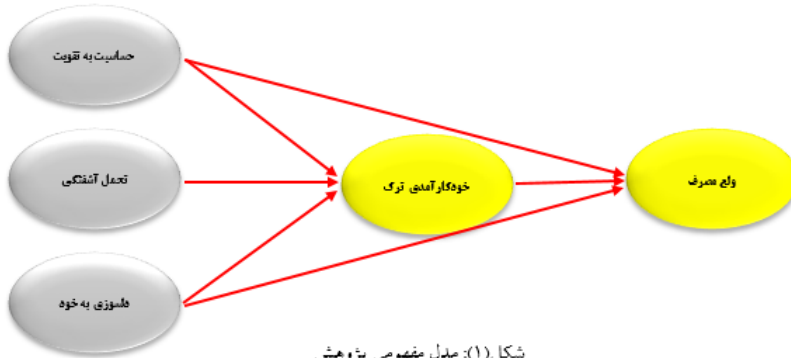 حساسیت به تقویت
تحمل آشفتگی
دلسوزی به خود
خودکارآمدی ترک
ولع مصرف
شکل(۱): مدل مفهومی پژوهش